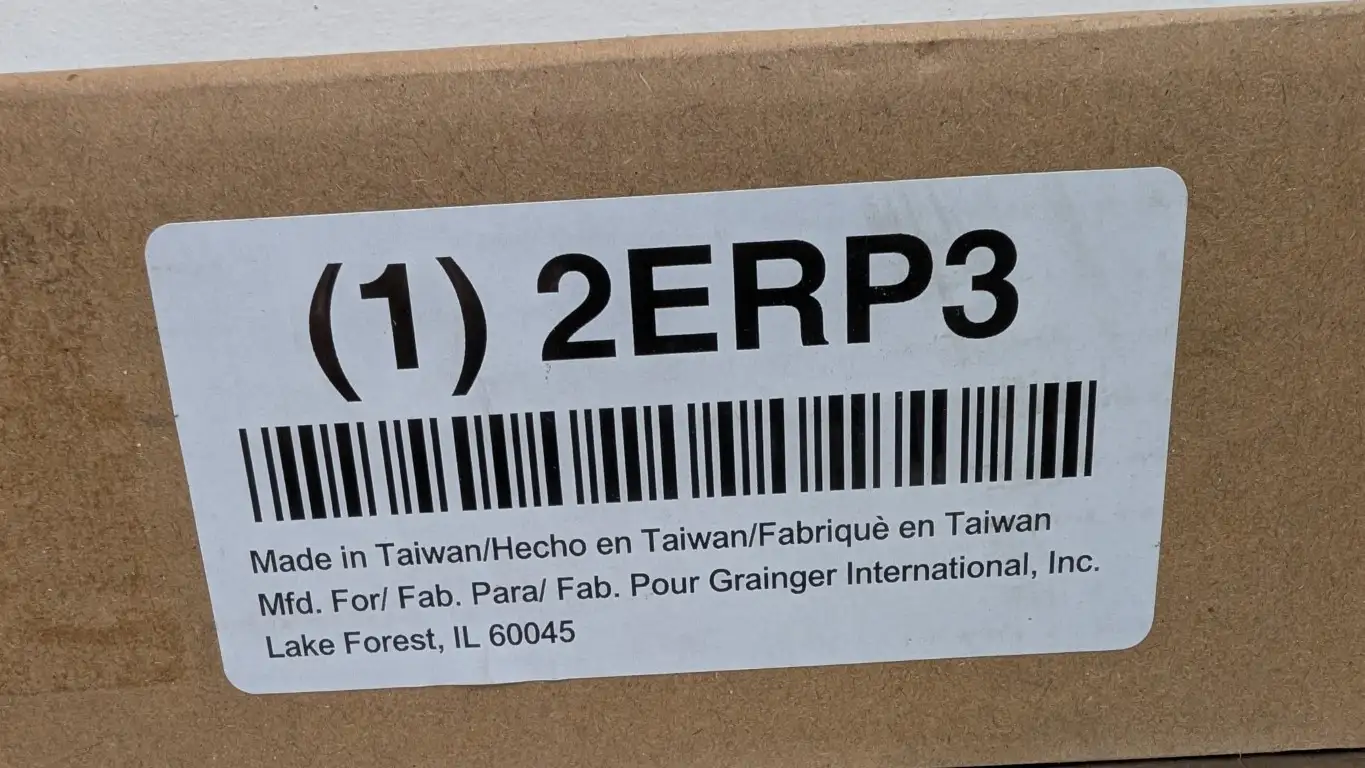 (1) 2ERP3
Made in Taiwan/Hecho en Taiwan/Fabriquè en Taiwan
Mfd. For/ Fab. Para/ Fab. Pour Grainger International, Inc.
Lake Forest, IL 60045